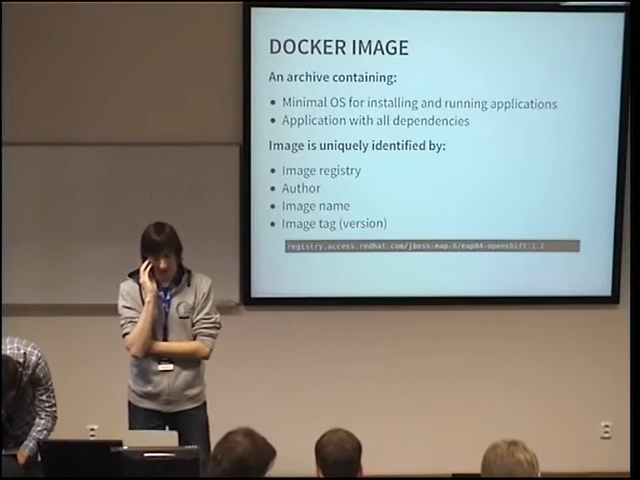 DOCKER IMAGE
An archive containing:
• Minimal OS for installing and running applications
• Application with all dependencies
Image is uniquely identified by:
• Image registry
• Author
• Image name
• Image tag (version)
registry.access.redhat.com/jboss-eap-6/eap64-openshift:1.2